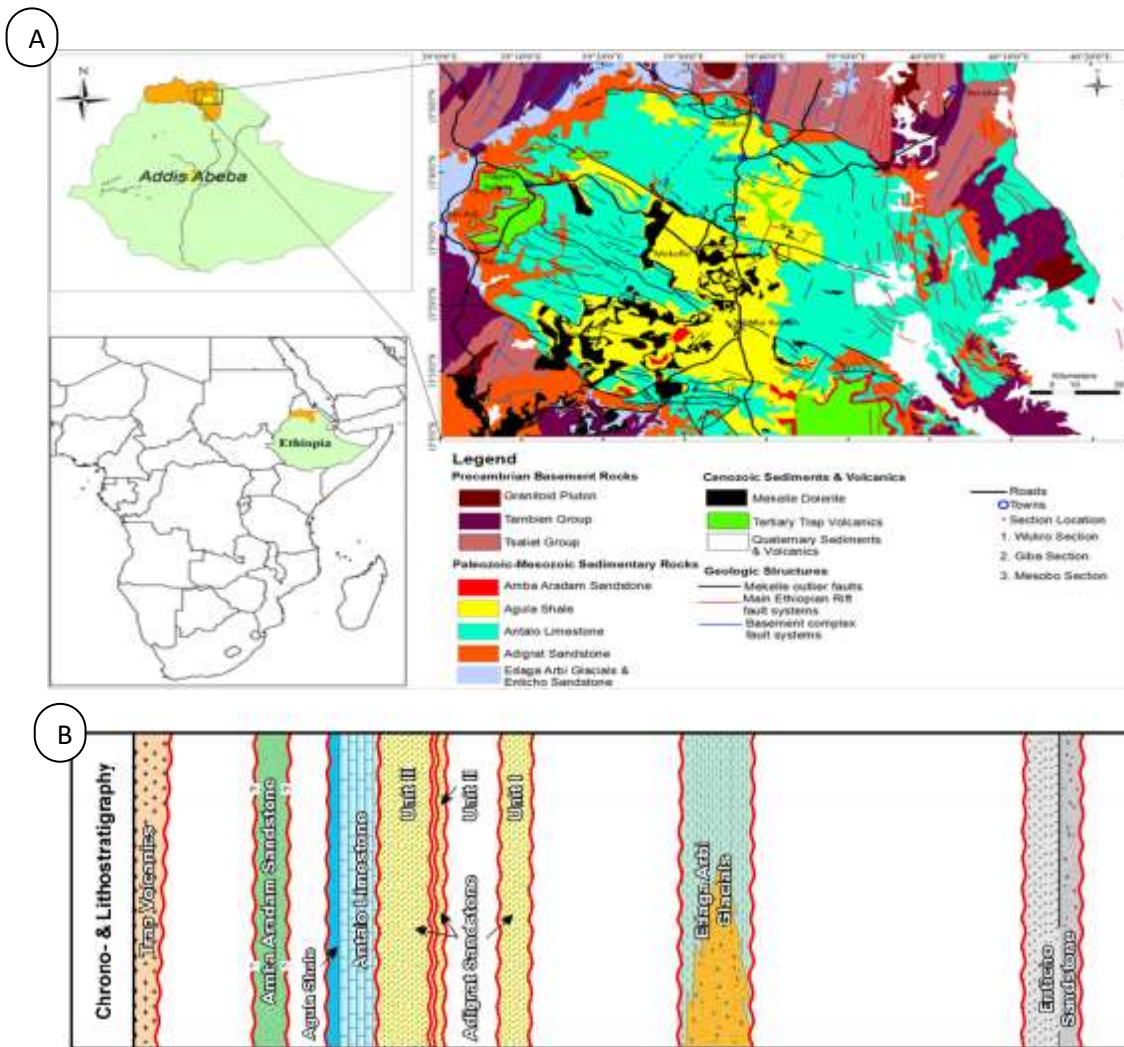 A
N
Addis Abeba
Ethiopia
Mekelle
Kilometers
Legend
Precambrian Basement Rocks
Granitoid Pluton
Tambien Group
Tsaliet Group
Paleozoic-Mesozoic Sedimentary Rocks
Amba Aradam Sandstone
Agula Shale
Antalo Limestone
Adigrat Sandstone
Edaga Arbi Glacials &
Enticho Sandstone
Cenozoic Sediments & Volcanics
Mekelle Dolerite
Tertiary Trap Volcanics
Quaternary Sediments
& Volcanics
Geologic Structures
Mekelle outlier faults
Main Ethiopian Rift
fault systems
Basement complex
fault systems
Roads
Towns
Section Location
1. Wukro Section
2. Giba Section
3. Mesobo Section
B
Chrono- & Lithostratigraphy
Trap Volcanics
Amba Aradam Sandstone
Agula Shale
Antalo Limestone
Unit III
Unit II
Adigrat Sandstone
Unit I
Edaga Arbi
Glacials
Enticho
Sandstone